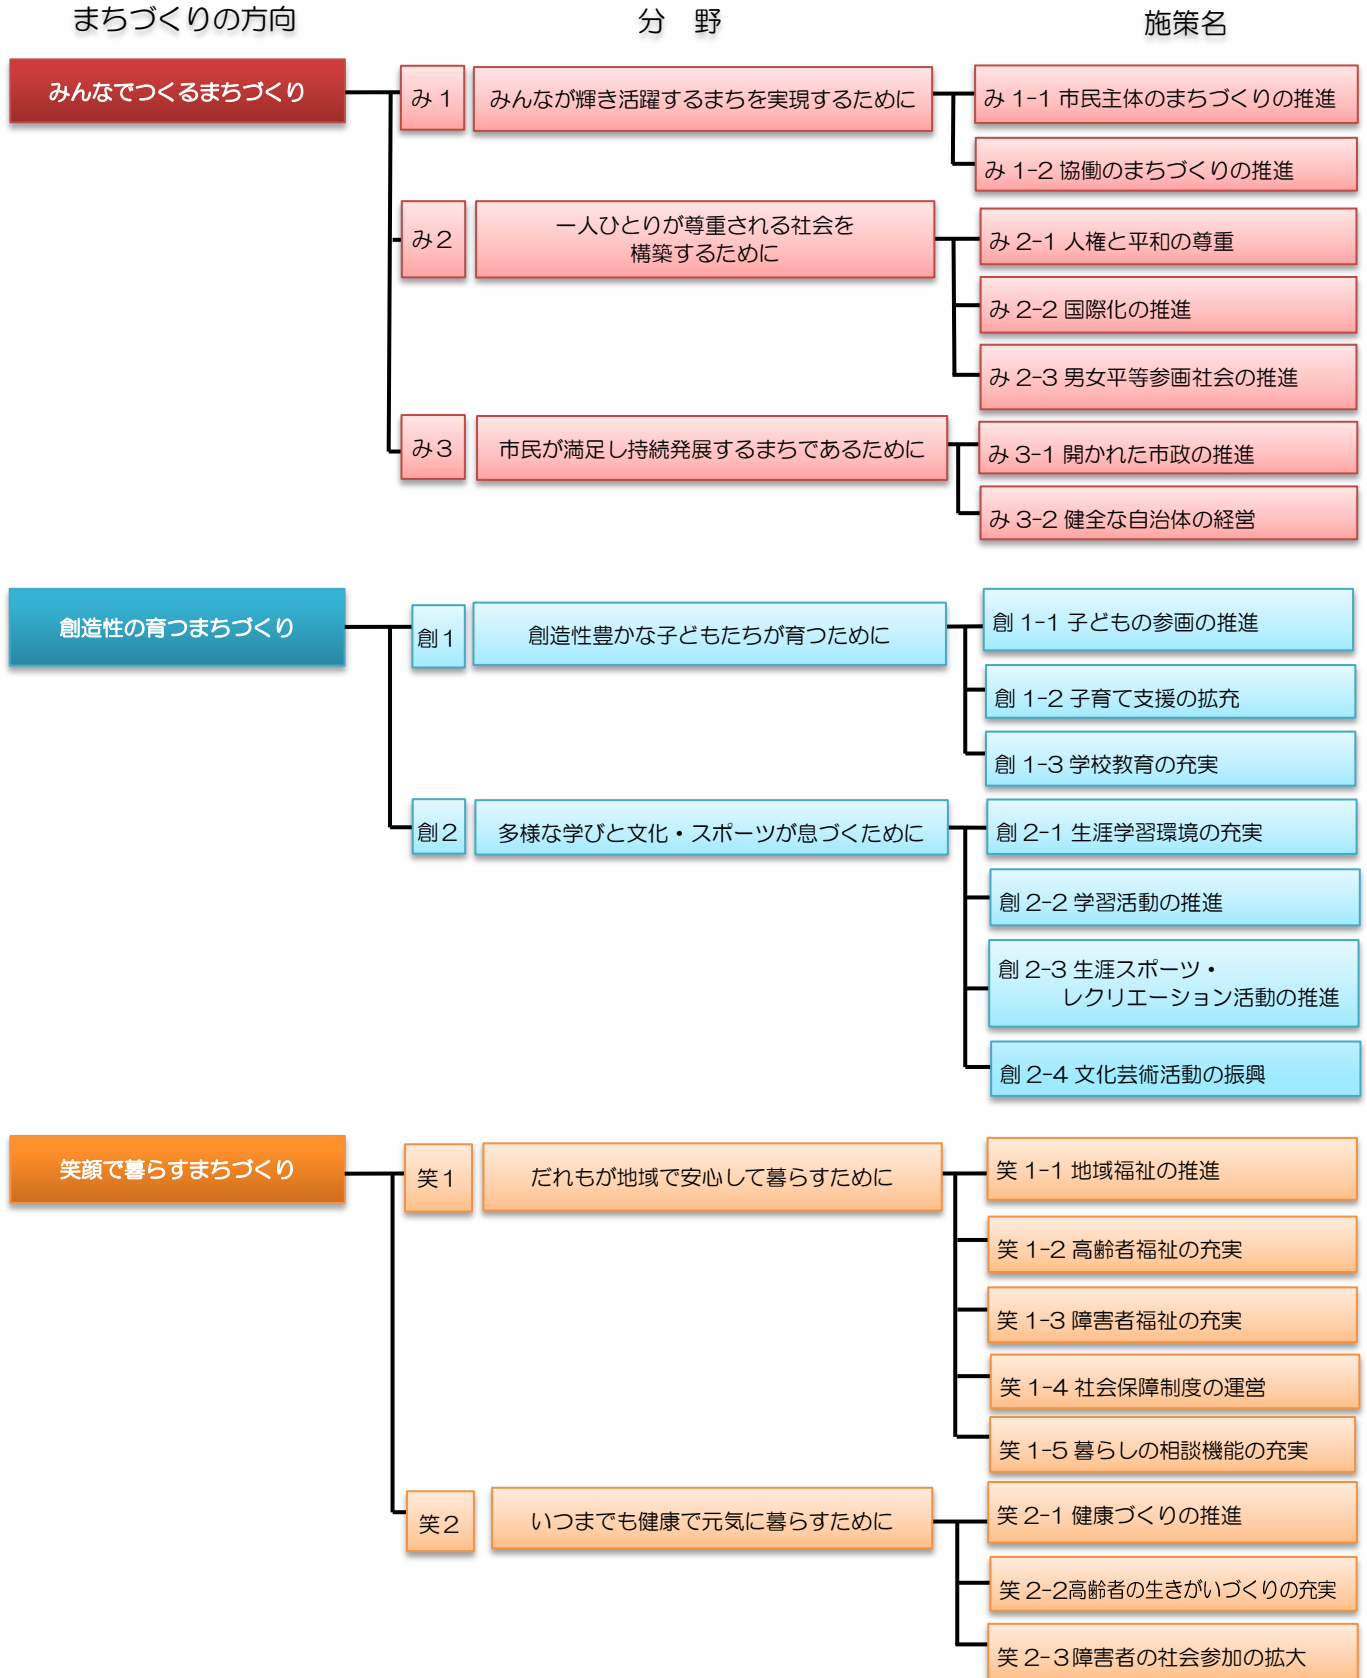 まちづくりの方向
分　野
施策名
みんなでつくるまちづくり
み１
みんなが輝き活躍するまちを実現するために
み 1-1 市民主体のまちづくりの推進
み 1-2 協働のまちづくりの推進
み２
一人ひとりが尊重される社会を
構築するために
み 2-1 人権と平和の尊重
み 2-2 国際化の推進
み 2-3 男女平等参画社会の推進
み３
市民が満足し持続発展するまちであるために
み 3-1 開かれた市政の推進
み 3-2 健全な自治体の経営
創造性の育つまちづくり
創１
創造性豊かな子どもたちが育つために
創 1-1 子どもの参画の推進
創 1-2 子育て支援の拡充
創 1-3 学校教育の充実
創２
多様な学びと文化・スポーツが息づくために
創 2-1 生涯学習環境の充実
創 2-2 学習活動の推進
創 2-3 生涯スポーツ・
レクリエーション活動の推進
創 2-4 文化芸術活動の振興
笑顔で暮らすまちづくり
笑１
だれもが地域で安心して暮らすために
笑 1-1 地域福祉の推進
笑 1-2 高齢者福祉の充実
笑 1-3 障害者福祉の充実
笑 1-4 社会保障制度の運営
笑 1-5 暮らしの相談機能の充実
笑２
いつまでも健康で元気に暮らすために
笑 2-1 健康づくりの推進
笑 2-2高齢者の生きがいづくりの充実
笑 2-3障害者の社会参加の拡大